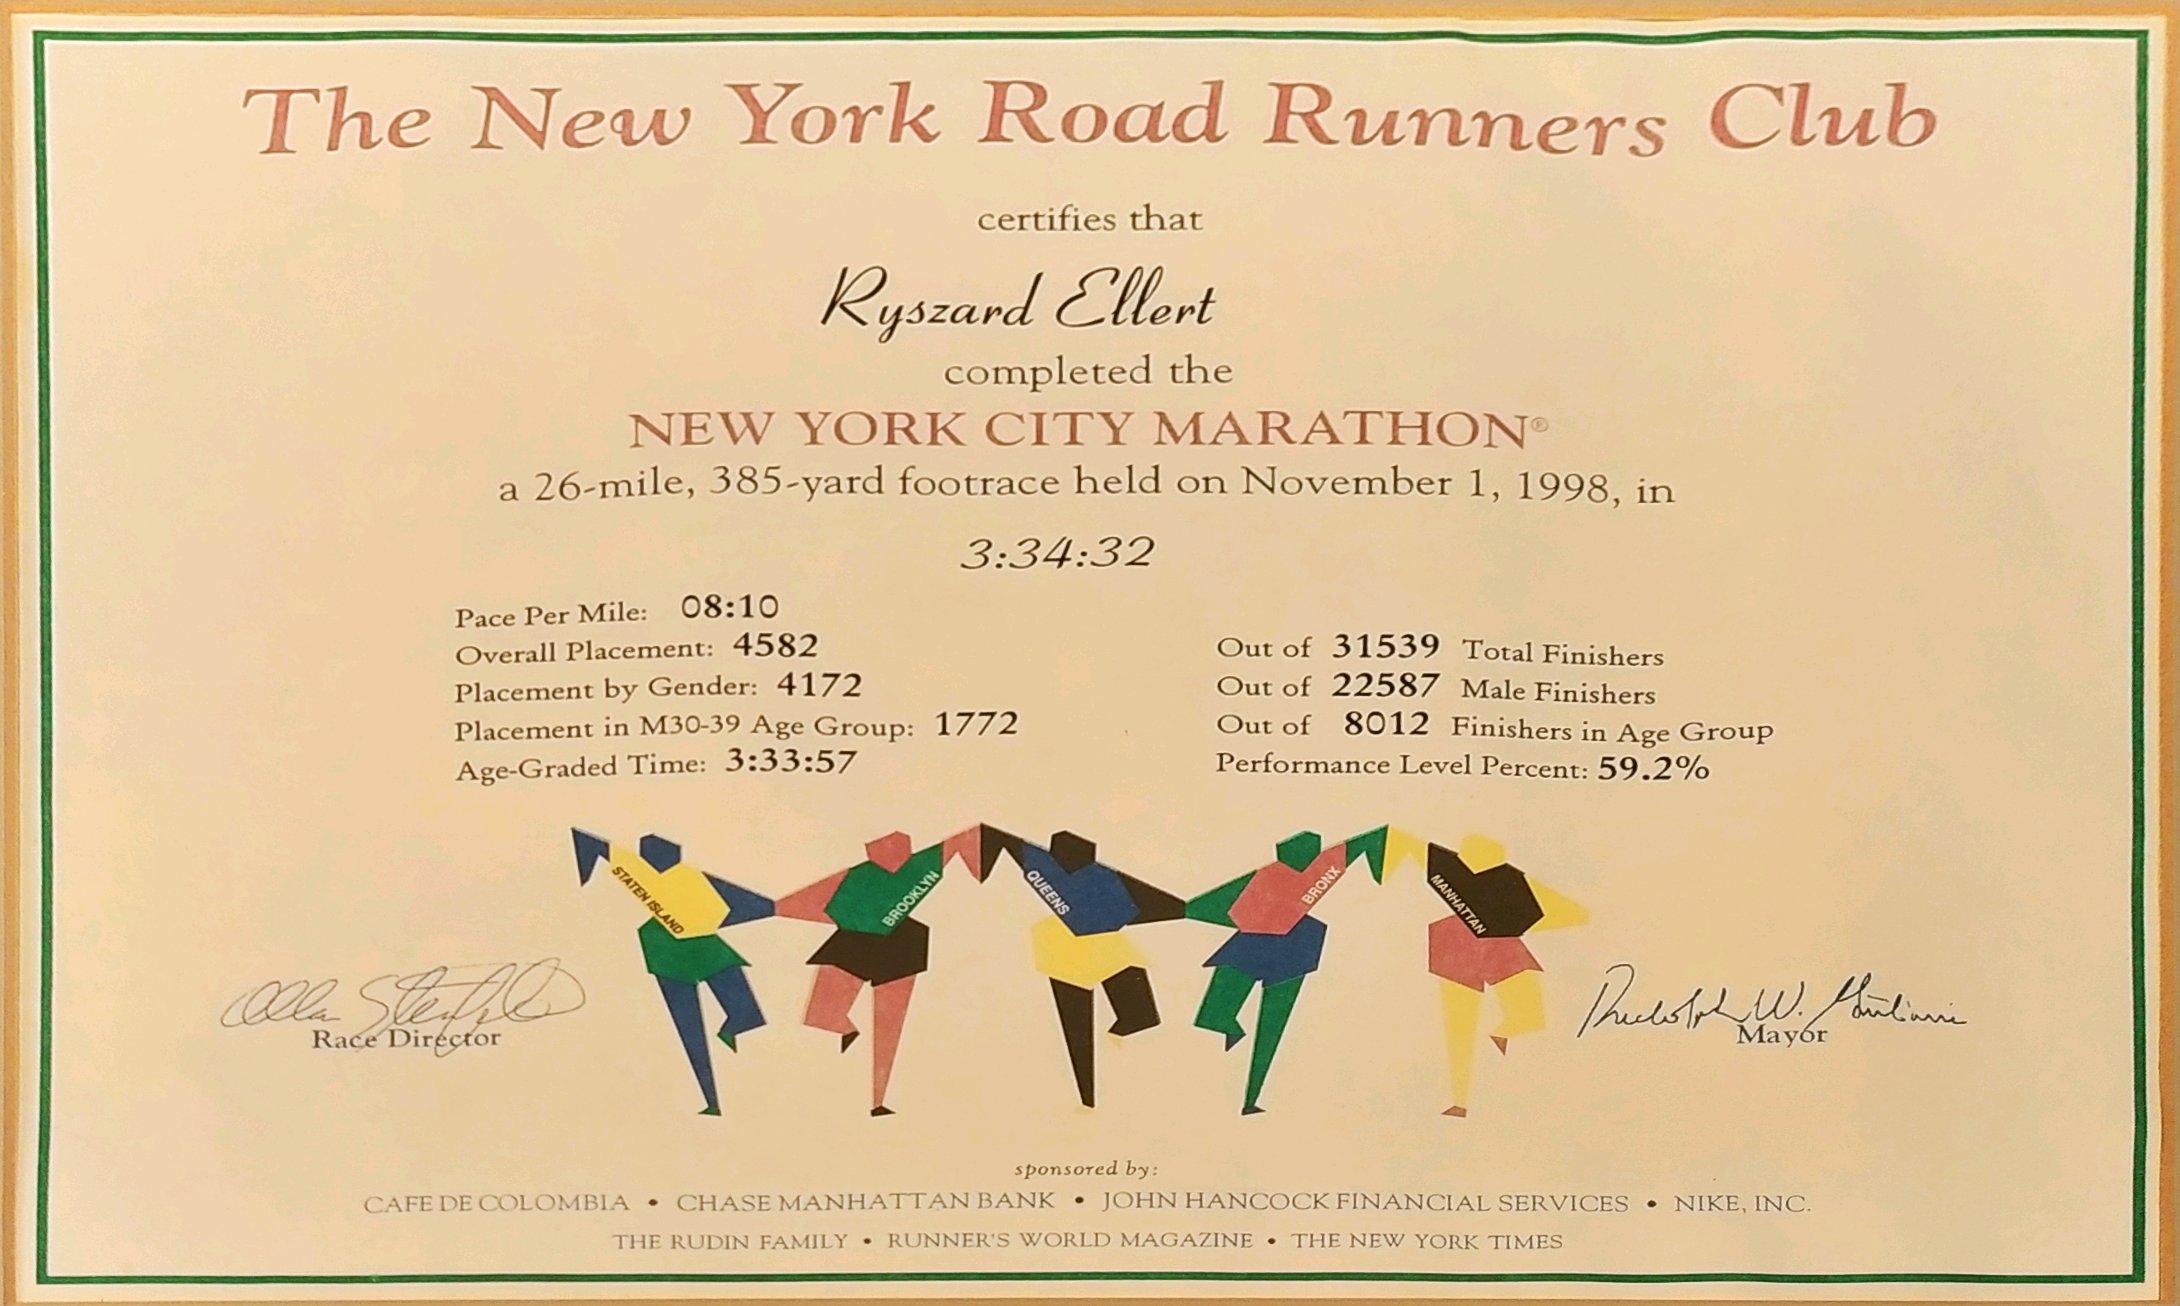 The New York Road Runners Club
certifies that
Ryszard Ellert
completed the
NEW YORK CITY MARATHON®
a 26-mile, 385-yard footrace held on November 1, 1998, in
3:34:32
Pace Per Mile: 08:10
Overall Placement: 4582 Out of 31539 Total Finishers
Placement by Gender: 4172 Out of 22587 Male Finishers
Placement in M30-39 Age Group: 1772 Out of 8012 Finishers in Age Group
Age-Graded Time: 3:33:57 Performance Level Percent: 59.2%
STATEN ISLAND
BROOKLYN
QUEENS
BRONX
MANHATTAN
Allan Steinfeld
Race Director
Rudolph W. Giuliani
Mayor
sponsored by:
CAFE DE COLOMBIA • CHASE MANHATTAN BANK • JOHN HANCOCK FINANCIAL SERVICES • NIKE, INC.
THE RUDIN FAMILY • RUNNER'S WORLD MAGAZINE • THE NEW YORK TIMES